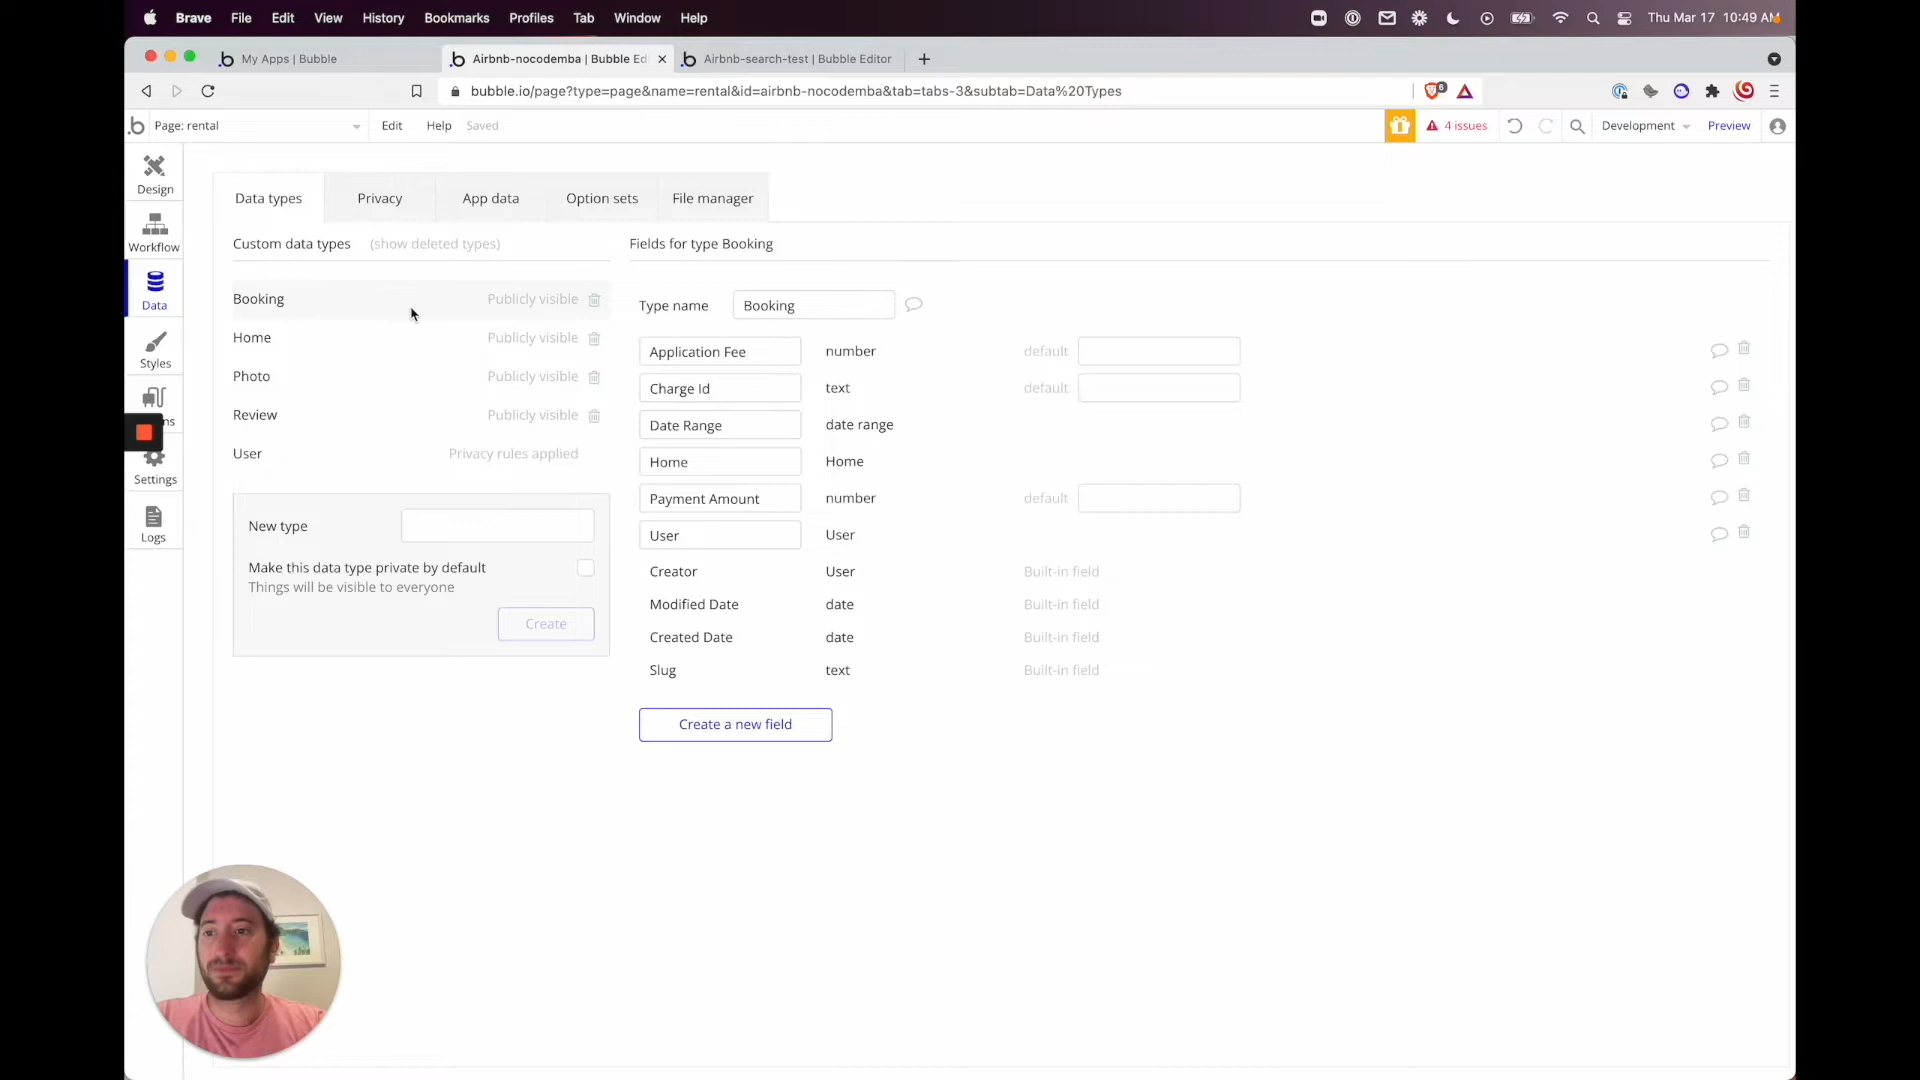 Brave File Edit View History Bookmarks Profiles Tab Window Help Thu Mar 17 10:49 AM
My Apps | Bubble Airbnb-nocodemba | Bubble Ed Airbnb-search-test | Bubble Editor
bubble.io/page?type=page&name=rental&id=airbnb-nocodemba&tab=tabs-3&subtab=Data%20Types
Page: rental Edit Help Saved 4 issues Development Preview
Design
Workflow
Data
Styles
ns
Settings
Logs
Data types Privacy App data Option sets File manager
Custom data types (show deleted types)
Booking Publicly visible
Home Publicly visible
Photo Publicly visible
Review Publicly visible
User Privacy rules applied
New type
Make this data type private by default
Things will be visible to everyone
Create
Fields for type Booking
Type name Booking
Application Fee number default
Charge Id text default
Date Range date range
Home Home
Payment Amount number default
User User
Creator User Built-in field
Modified Date date Built-in field
Created Date date Built-in field
Slug text Built-in field
Create a new field